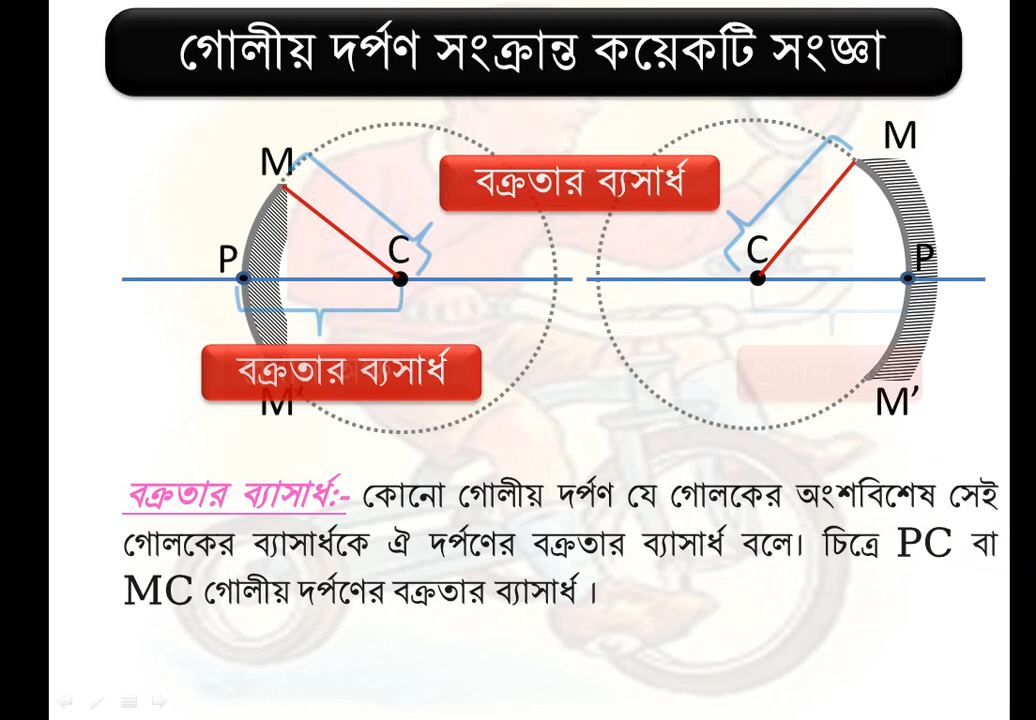 গোলীয় দর্পণ সংক্রান্ত কয়েকটি সংজ্ঞা
M
M
বক্রতার ব্যসার্ধ
P
C
C
P
বক্রতার ব্যসার্ধ
M'
M’
বক্রতার ব্যাসার্ধ:- কোনো গোলীয় দর্পণ যে গোলকের অংশবিশেষ সেই
গোলকের ব্যাসার্ধকে ঐ দর্পণের বক্রতার ব্যাসার্ধ বলে। চিত্রে PC বা
MC গোলীয় দর্পণের বক্রতার ব্যাসার্ধ ।